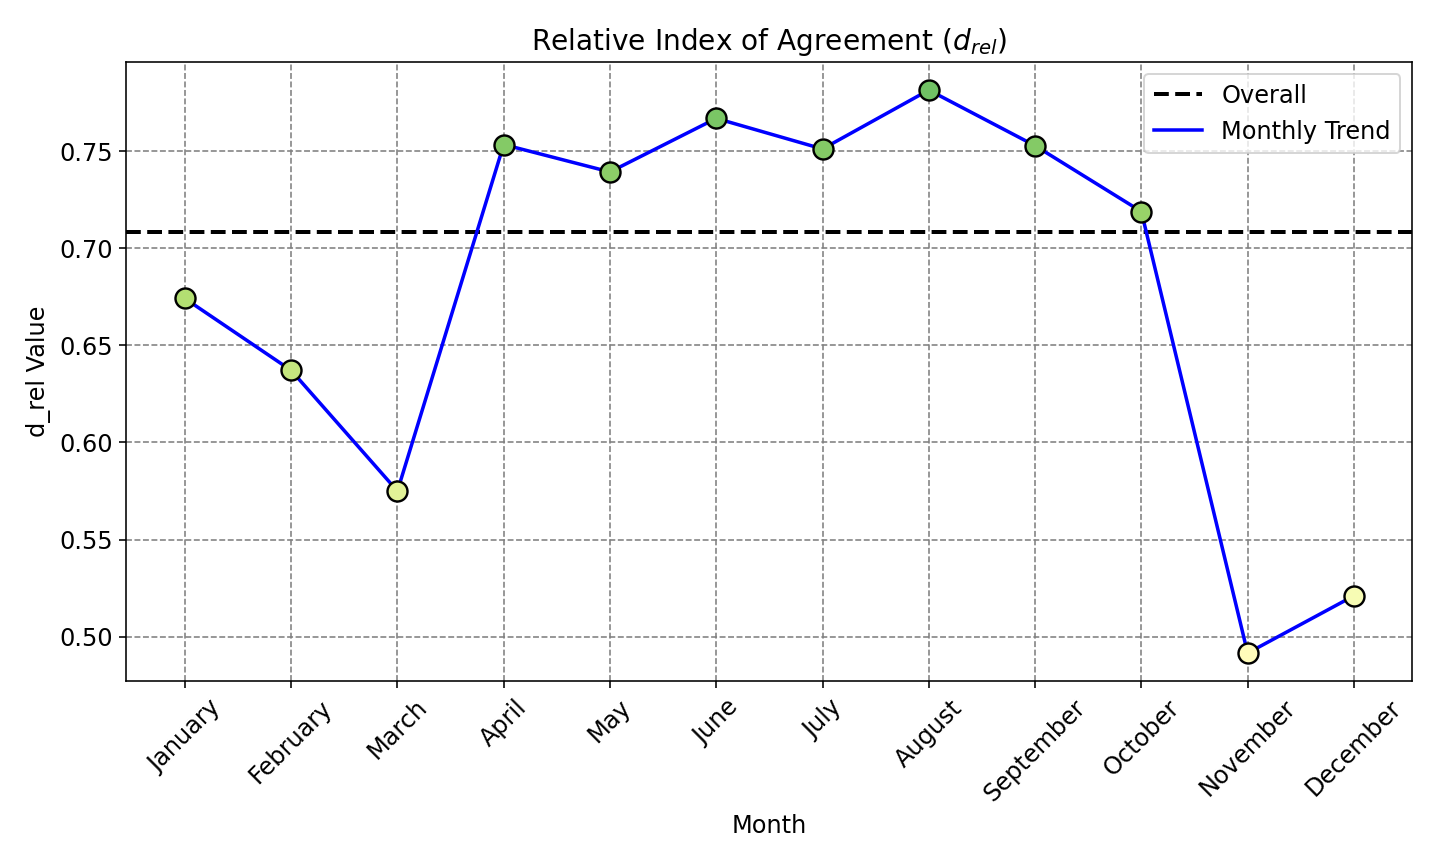 Relative Index of Agreement (d_rel)
Overall
Monthly Trend
d_rel Value
0.75
0.70
0.65
0.60
0.55
0.50
January
February
March
April
May
June
July
August
September
October
November
December
Month